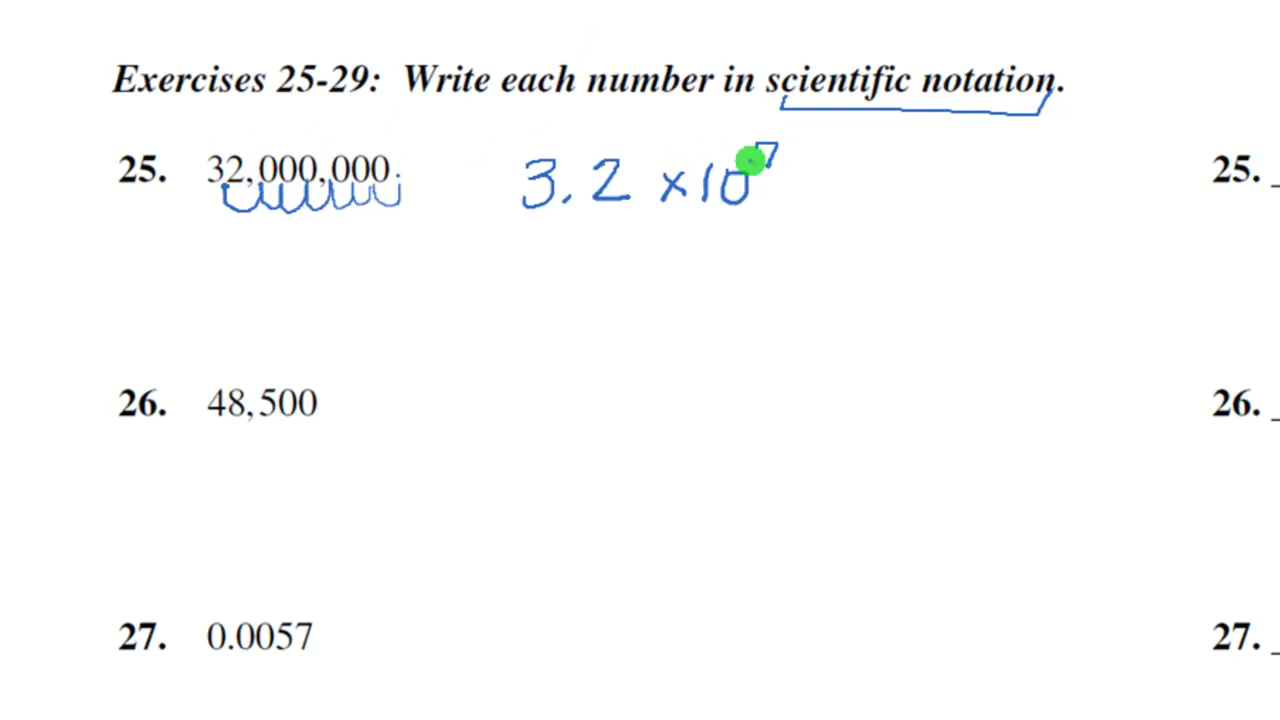 Exercises 25-29: Write each number in scientific notation.
25. 32,000,000. 3.2 ×10⁷ 25. _
26. 48,500 26. _
27. 0.0057 27. _